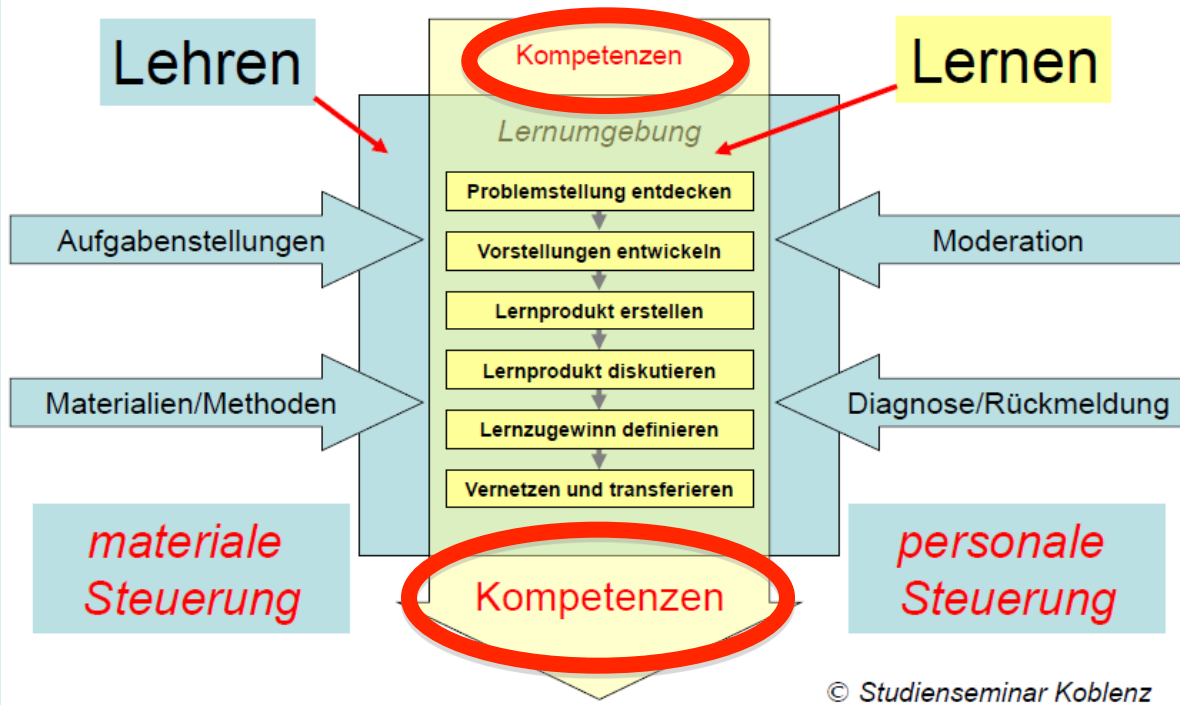 Lehren
Kompetenzen
Lernen
Lernumgebung
Problemstellung entdecken
Aufgabenstellungen
Vorstellungen entwickeln
Moderation
Lernprodukt erstellen
Lernprodukt diskutieren
Materialien/Methoden
Diagnose/Rückmeldung
Lernzugewinn definieren
Vernetzen und transferieren
materiale
Steuerung
Kompetenzen
personale
Steuerung
© Studienseminar Koblenz